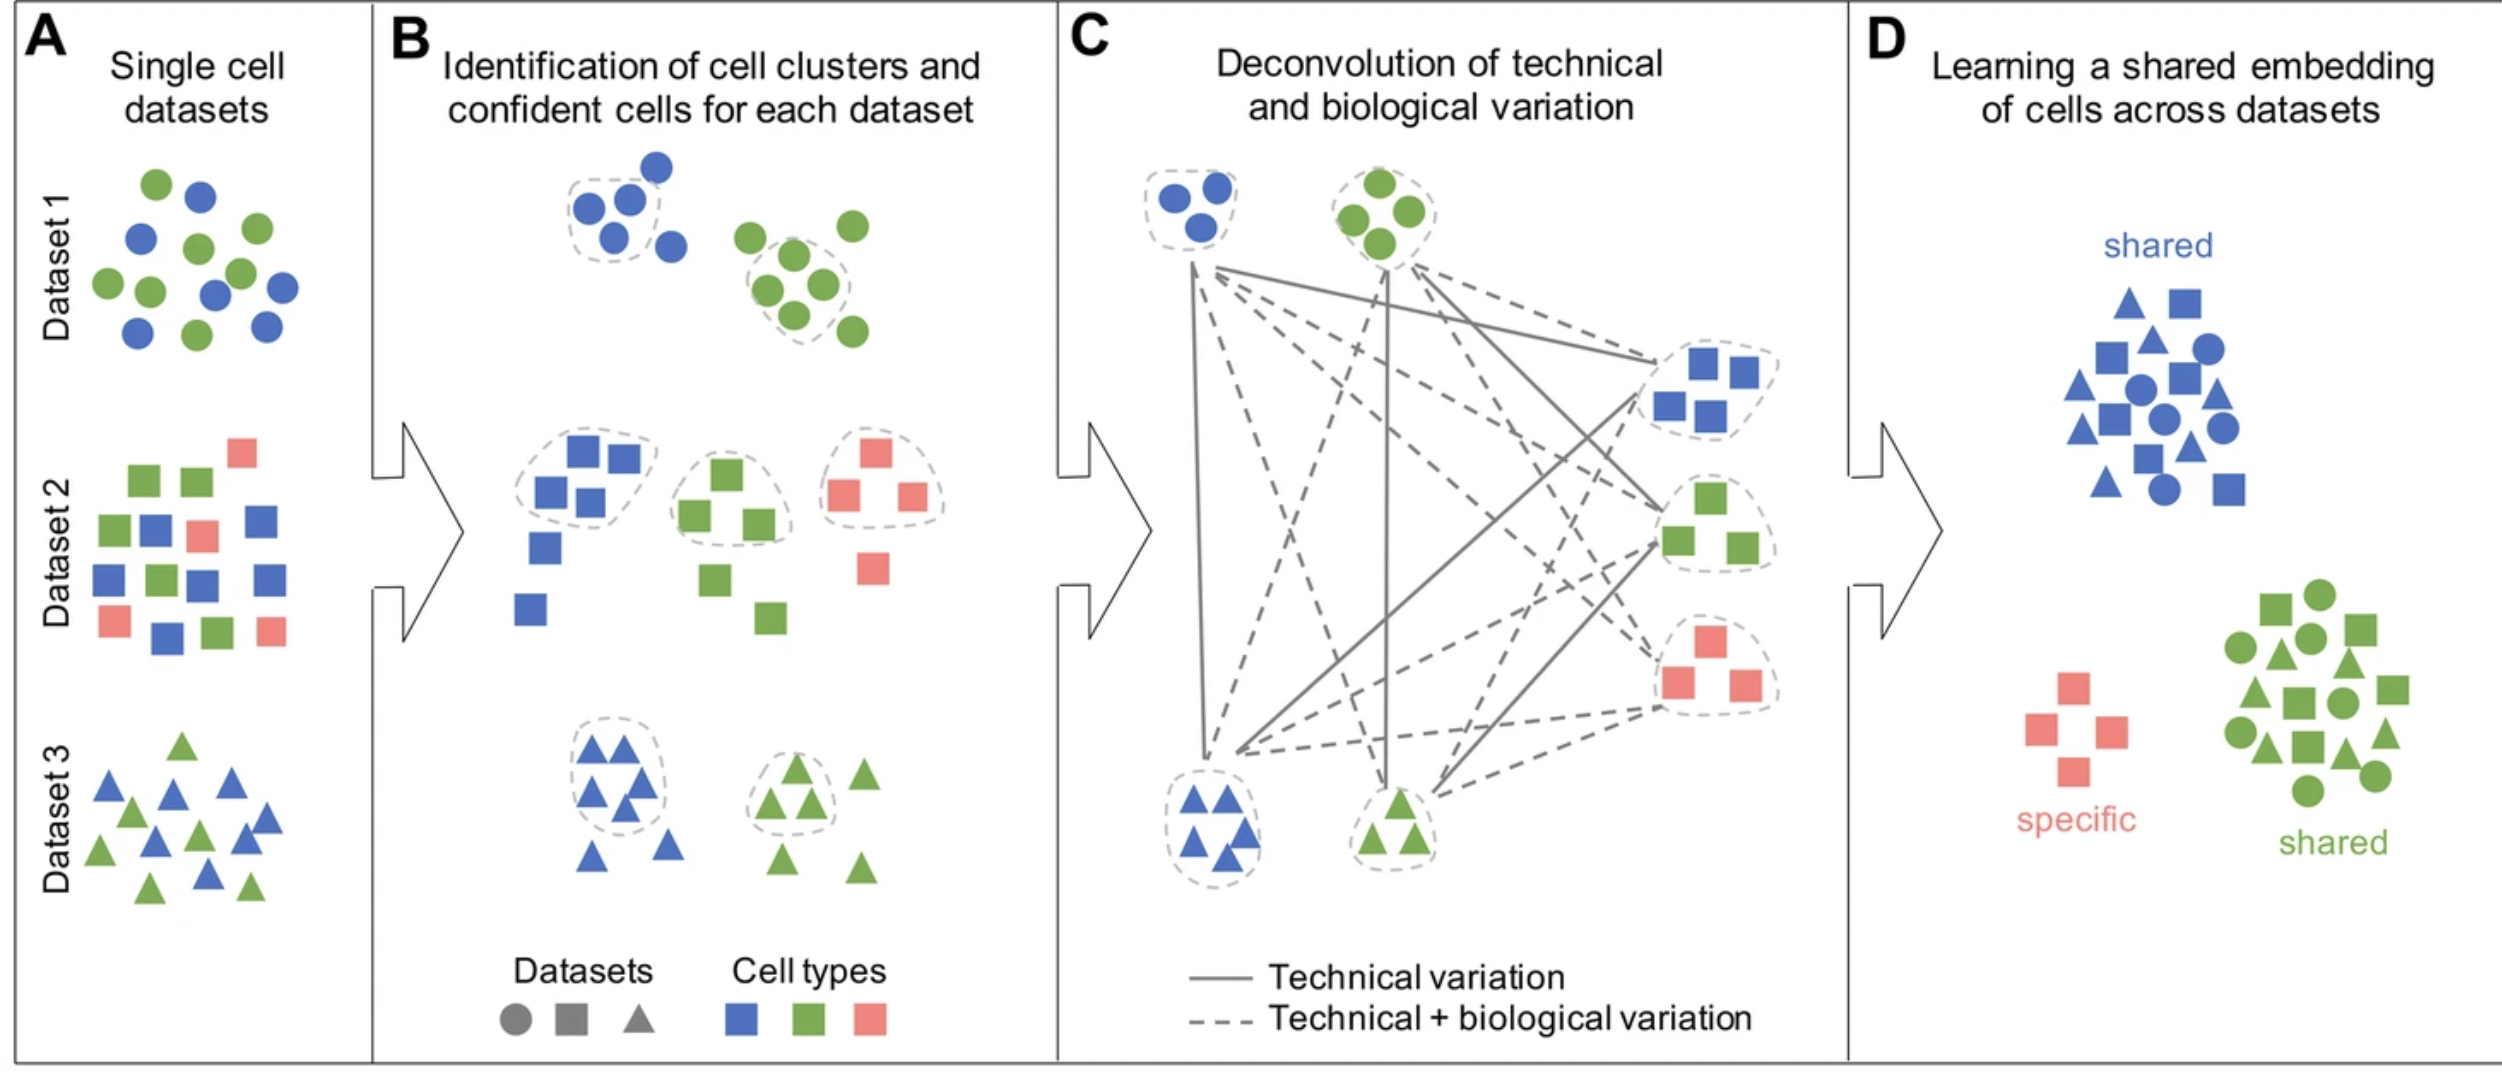 A
Single cell
datasets
Dataset 1
Dataset 2
Dataset 3
B
Identification of cell clusters and
confident cells for each dataset
Datasets
Cell types
C
Deconvolution of technical
and biological variation
Technical variation
Technical + biological variation
D
Learning a shared embedding
of cells across datasets
shared
specific
shared